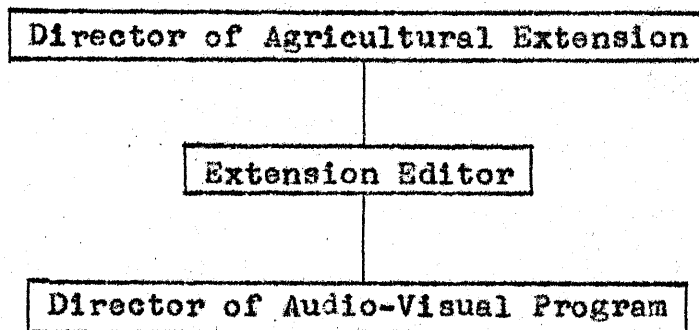 Director of Agricultural Extension
Extension Editor
Director of Audio-Visual Program